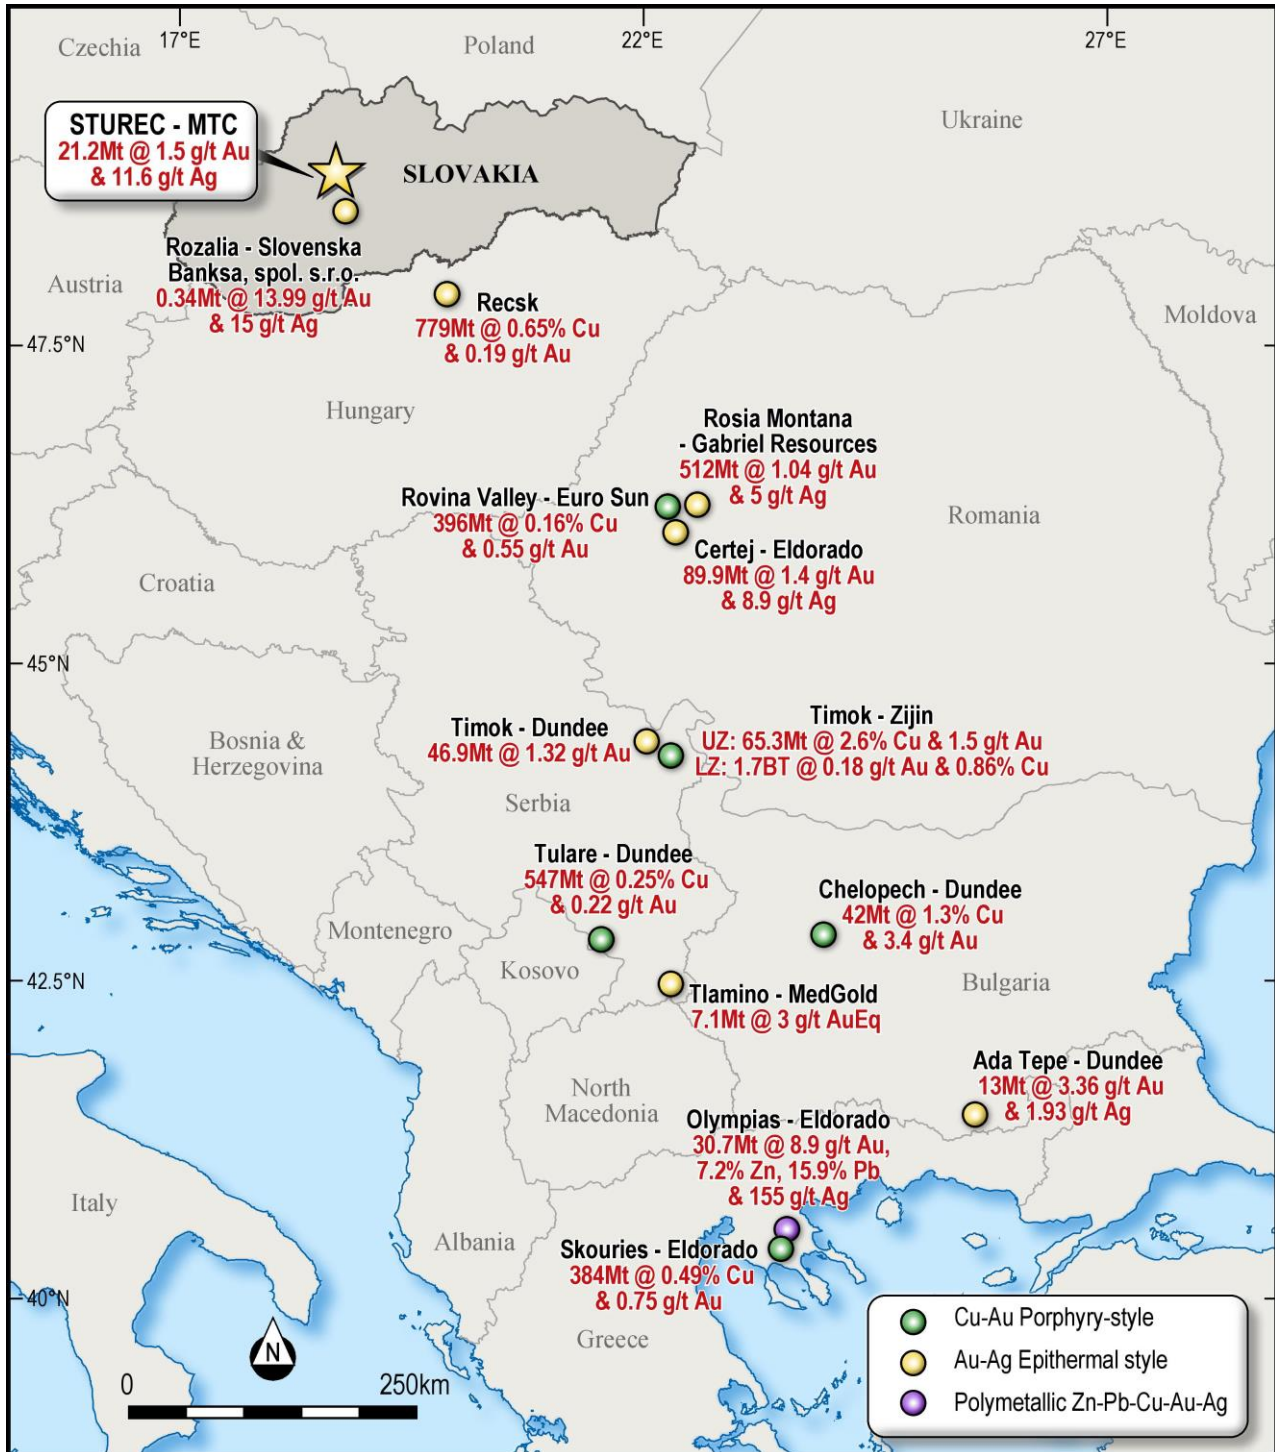 17°E
22°E
27°E
Czechia
Poland
Ukraine
STUREC - MTC
21.2Mt @ 1.5 g/t Au
& 11.6 g/t Ag
SLOVAKIA
Rozalia - Slovenska
Banksa, spol. s.r.o.
0.34Mt @ 13.99 g/t Au
& 15 g/t Ag
Austria
Recsk
779Mt @ 0.65% Cu
& 0.19 g/t Au
Moldova
47.5°N
Hungary
Rosia Montana
- Gabriel Resources
512Mt @ 1.04 g/t Au
& 5 g/t Ag
Rovina Valley - Euro Sun
396Mt @ 0.16% Cu
& 0.55 g/t Au
Romania
Certej - Eldorado
89.9Mt @ 1.4 g/t Au
& 8.9 g/t Ag
Croatia
45°N
Bosnia &
Herzegovina
Timok - Dundee
46.9Mt @ 1.32 g/t Au
Timok - Zijin
UZ: 65.3Mt @ 2.6% Cu & 1.5 g/t Au
LZ: 1.7BT @ 0.18 g/t Au & 0.86% Cu
Serbia
Tulare - Dundee
547Mt @ 0.25% Cu
& 0.22 g/t Au
Chelopech - Dundee
42Mt @ 1.3% Cu
& 3.4 g/t Au
Montenegro
Kosovo
42.5°N
Bulgaria
Tlamino - MedGold
7.1Mt @ 3 g/t AuEq
Ada Tepe - Dundee
13Mt @ 3.36 g/t Au
& 1.93 g/t Ag
North
Macedonia
Olympias - Eldorado
30.7Mt @ 8.9 g/t Au,
7.2% Zn, 15.9% Pb
& 155 g/t Ag
Italy
Albania
Skouries - Eldorado
384Mt @ 0.49% Cu
& 0.75 g/t Au
40°N
Greece
N
0
250km
Cu-Au Porphyry-style
Au-Ag Epithermal style
Polymetallic Zn-Pb-Cu-Au-Ag